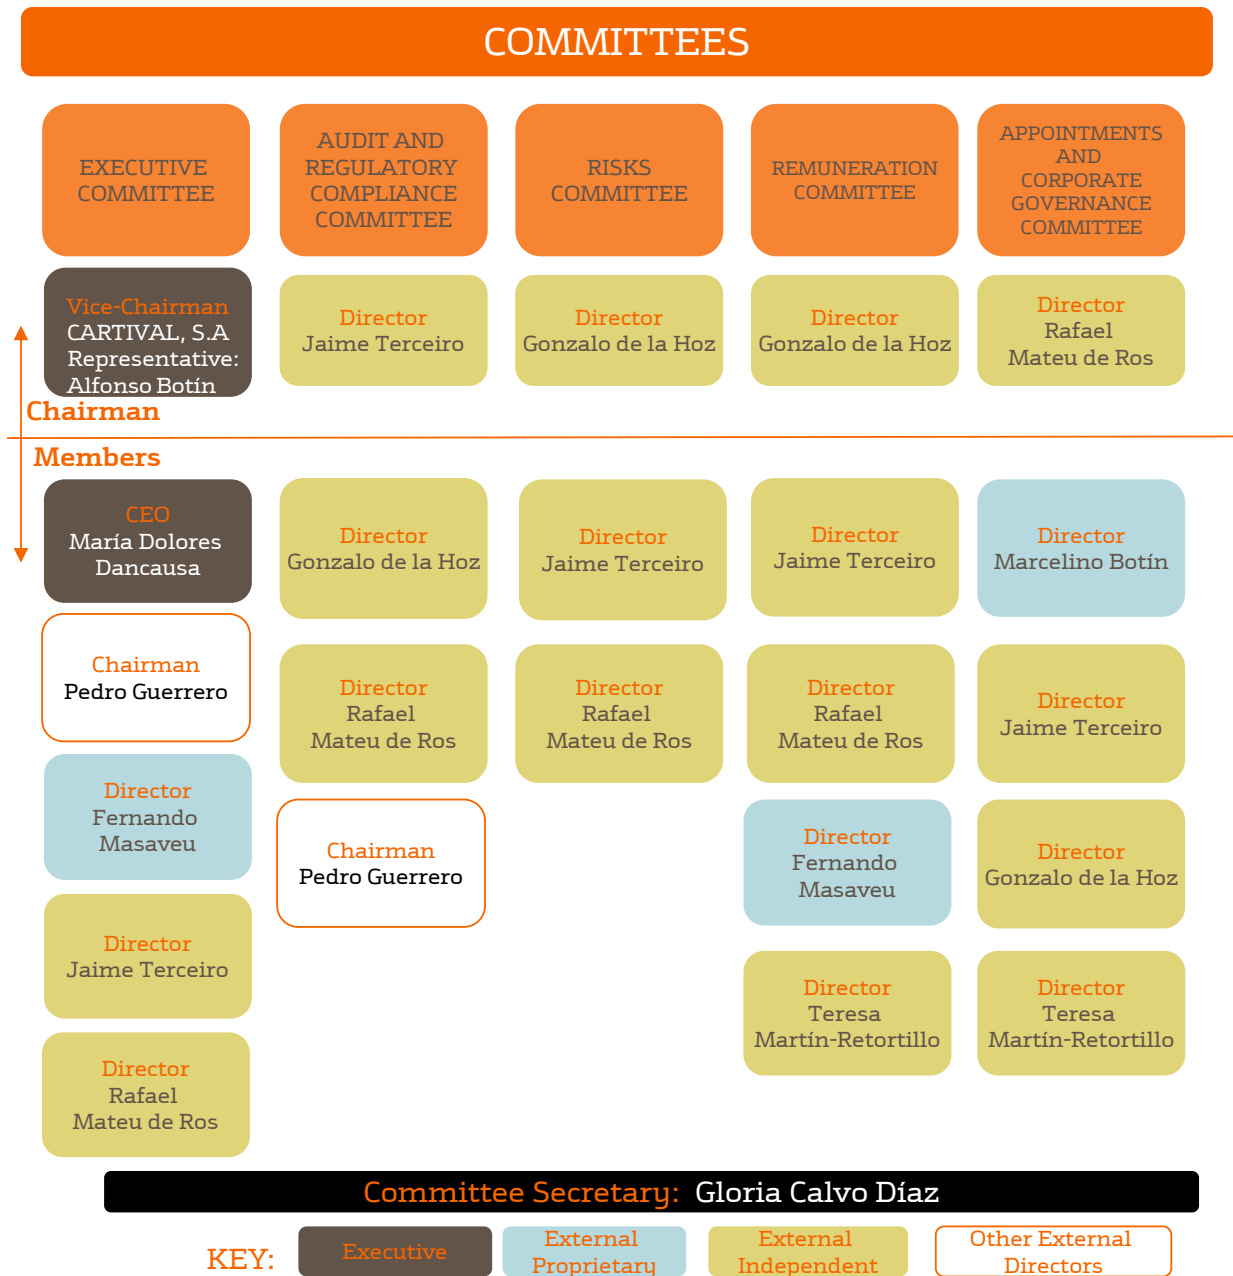 COMMITTEES
EXECUTIVE
COMMITTEE
AUDIT AND
REGULATORY
COMPLIANCE
COMMITTEE
RISKS
COMMITTEE
REMUNERATION
COMMITTEE
APPOINTMENTS
AND
CORPORATE
GOVERNANCE
COMMITTEE
Vice-Chairman
CARTIVAL, S.A
Representative:
Alfonso Botín
Director
Jaime Terceiro
Director
Gonzalo de la Hoz
Director
Gonzalo de la Hoz
Director
Rafael
Mateu de Ros
Chairman
Members
CEO
María Dolores
Dancausa
Director
Gonzalo de la Hoz
Director
Jaime Terceiro
Director
Jaime Terceiro
Director
Marcelino Botín
Chairman
Pedro Guerrero
Director
Rafael
Mateu de Ros
Director
Rafael
Mateu de Ros
Director
Rafael
Mateu de Ros
Director
Jaime Terceiro
Director
Fernando
Masaveu
Chairman
Pedro Guerrero
Director
Fernando
Masaveu
Director
Gonzalo de la Hoz
Director
Jaime Terceiro
Director
Teresa
Martín-Retortillo
Director
Teresa
Martín-Retortillo
Director
Rafael
Mateu de Ros
Committee Secretary: Gloria Calvo Díaz
KEY:
Executive
External
Proprietary
External
Independent
Other External
Directors